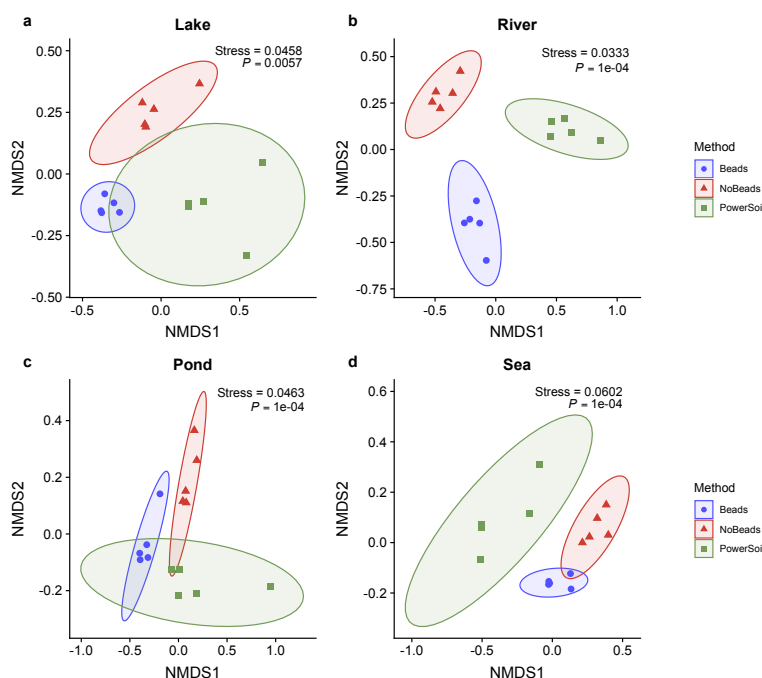 a
Lake
Stress = 0.0458
P = 0.0057
0.50
0.25
0.00
-0.25
-0.50
NMDS2
-0.5
0.0
0.5
NMDS1
b
River
Stress = 0.0333
P = 1e-04
0.50
0.25
0.00
-0.25
-0.50
-0.75
NMDS2
-0.5
0.0
0.5
1.0
NMDS1
Method
Beads
NoBeads
PowerSoi
c
Pond
Stress = 0.0463
P = 1e-04
0.4
0.2
0.0
-0.2
NMDS2
-1.0
-0.5
0.0
0.5
1.0
NMDS1
d
Sea
Stress = 0.0602
P = 1e-04
0.6
0.4
0.2
0.0
-0.2
NMDS2
-1.0
-0.5
0.0
0.5
NMDS1
Method
Beads
NoBeads
PowerSoi